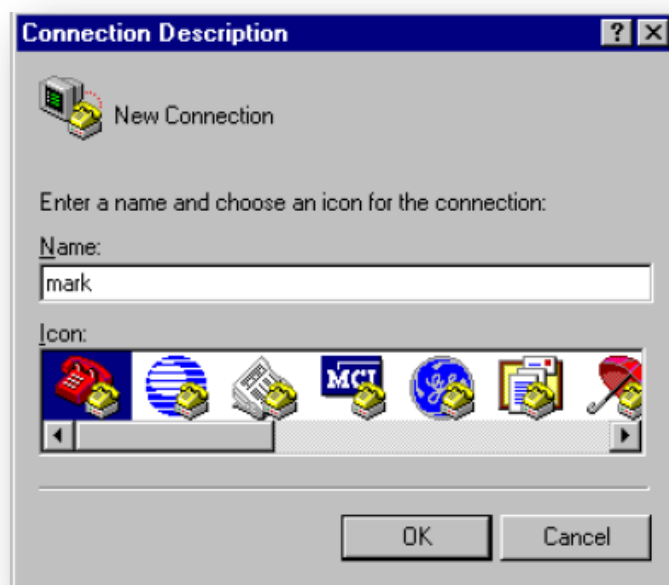 Connection Description
New Connection
Enter a name and choose an icon for the connection:
Name:
mark
Icon:
MCI
OK Cancel